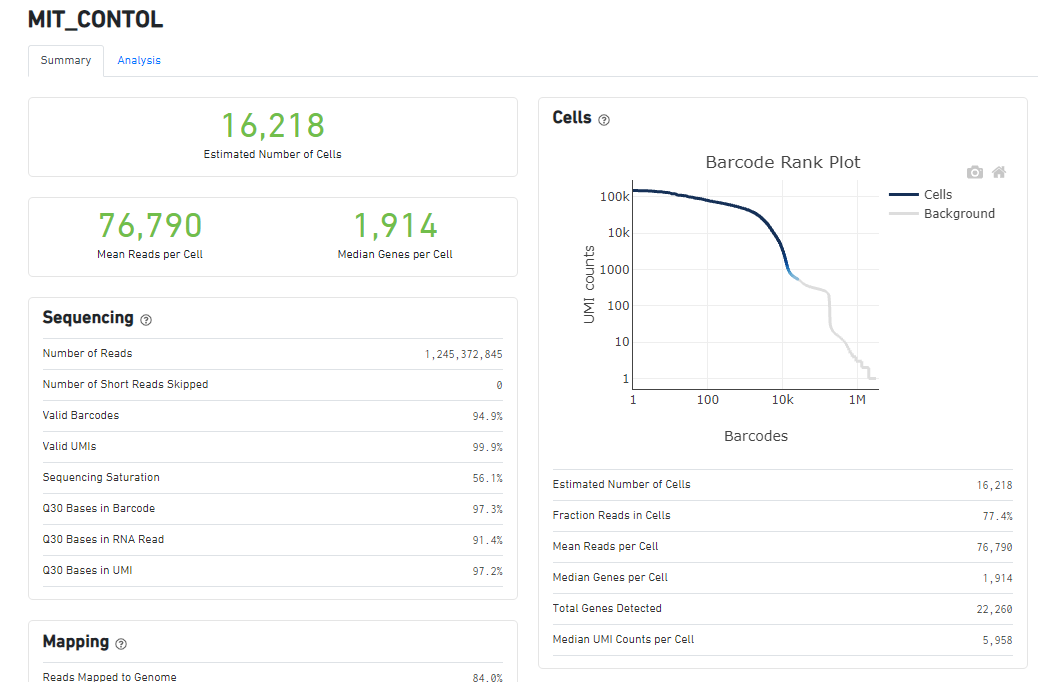 MIT_CONTOL
Summary Analysis
16,218
Estimated Number of Cells
76,790 1,914
Mean Reads per Cell Median Genes per Cell
Sequencing ?
Number of Reads 1,245,372,845
Number of Short Reads Skipped 0
Valid Barcodes 94.9%
Valid UMIs 99.9%
Sequencing Saturation 56.1%
Q30 Bases in Barcode 97.3%
Q30 Bases in RNA Read 91.4%
Q30 Bases in UMI 97.2%
Mapping ?
Reads Mapped to Genome 84.0%
Cells ?
Barcode Rank Plot
Cells
Background
UMI counts
100k
10k
1000
100
10
1
1 100 10k 1M
Barcodes
Estimated Number of Cells 16,218
Fraction Reads in Cells 77.4%
Mean Reads per Cell 76,790
Median Genes per Cell 1,914
Total Genes Detected 22,260
Median UMI Counts per Cell 5,958